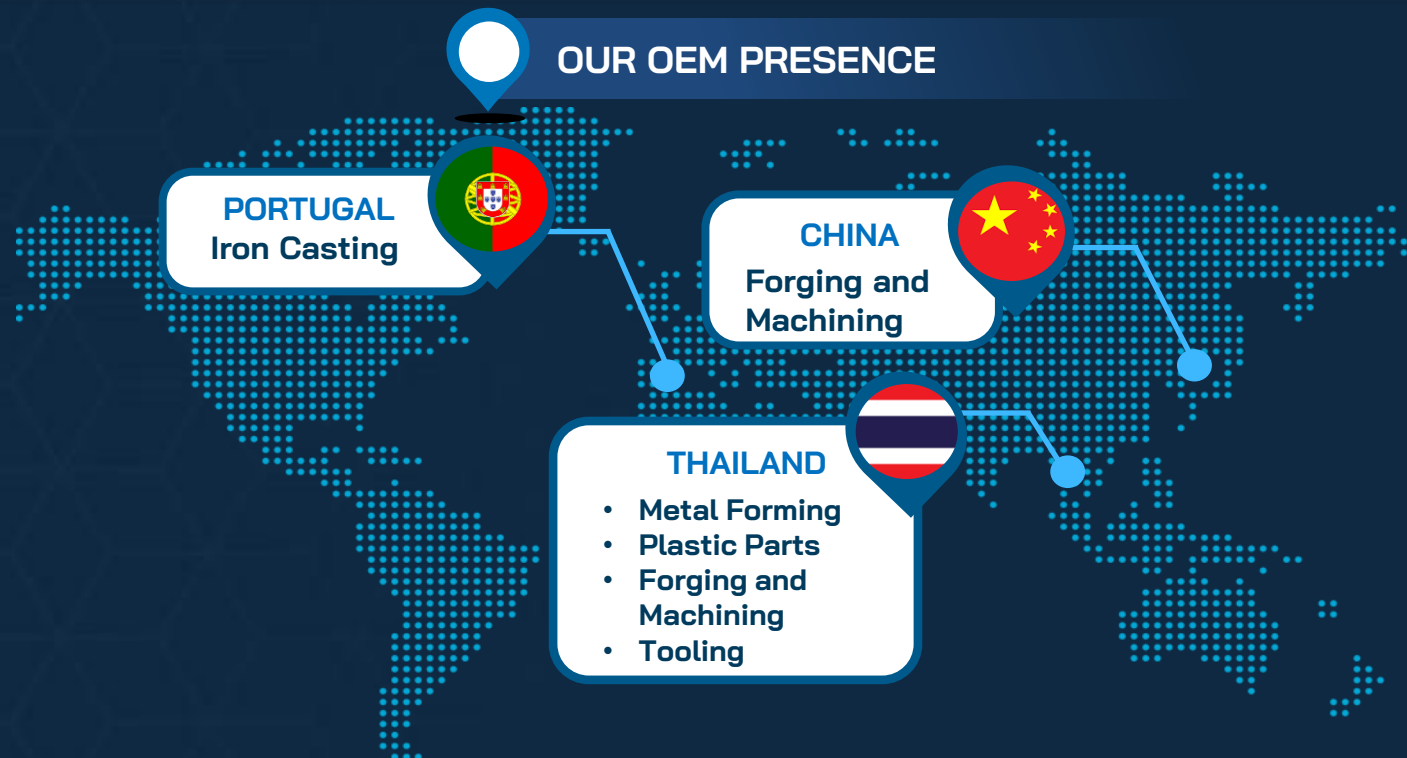 OUR OEM PRESENCE
PORTUGAL
Iron Casting
CHINA
Forging and
Machining
THAILAND
• Metal Forming
• Plastic Parts
• Forging and
Machining
• Tooling